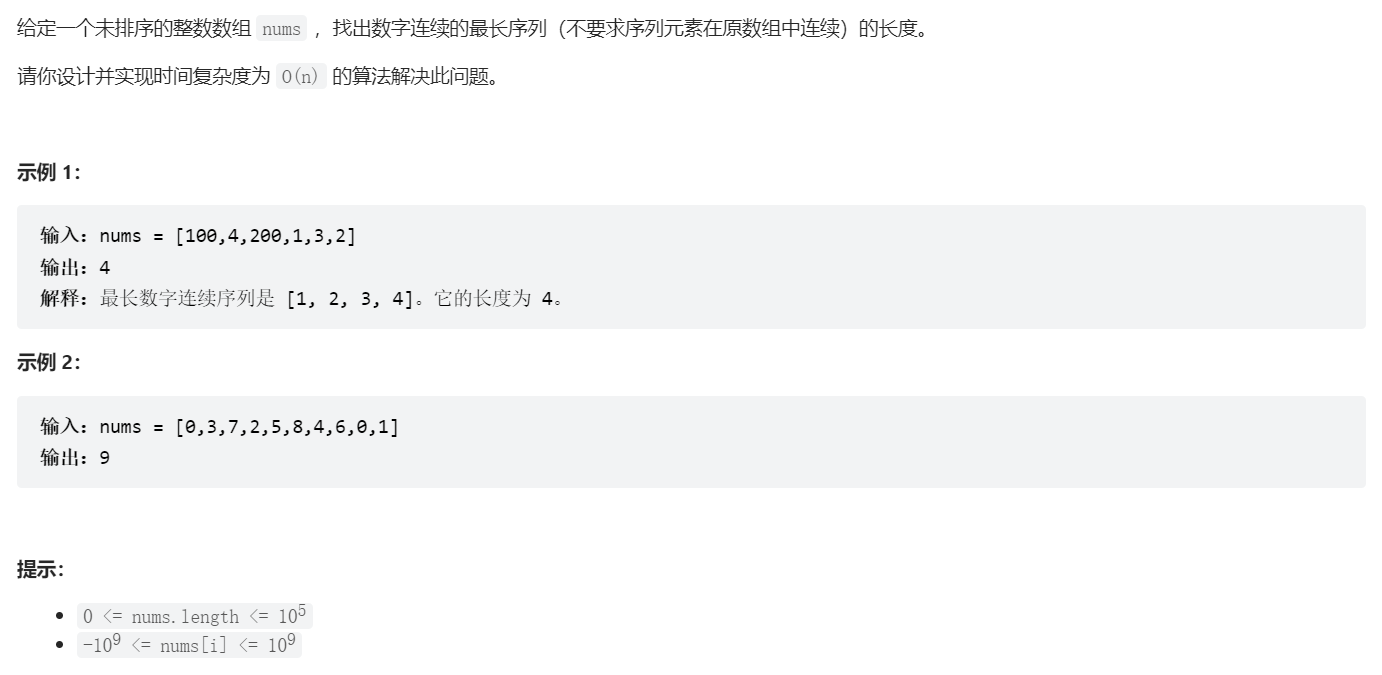 给定一个未排序的整数数组 nums ，找出数字连续的最长序列（不要求序列元素在原数组中连续）的长度。
请你设计并实现时间复杂度为 O(n) 的算法解决此问题。
示例 1：
输入：nums = [100,4,200,1,3,2]
输出：4
解释：最长数字连续序列是 [1, 2, 3, 4]。它的长度为 4。
示例 2：
输入：nums = [0,3,7,2,5,8,4,6,0,1]
输出：9
提示：
• 0 <= nums.length <= 10⁵
• -10⁹ <= nums[i] <= 10⁹